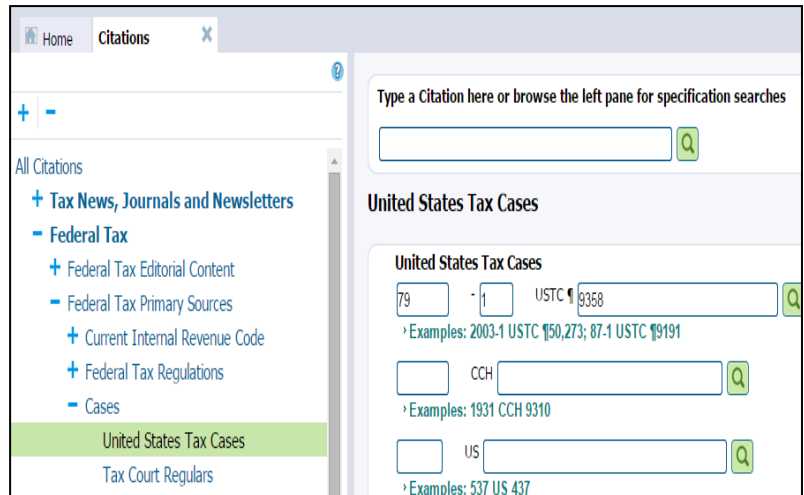 Home Citations
Type a Citation here or browse the left pane for specification searches
All Citations
Tax News, Journals and Newsletters
Federal Tax
Federal Tax Editorial Content
Federal Tax Primary Sources
Current Internal Revenue Code
Federal Tax Regulations
Cases
United States Tax Cases
Tax Court Regulars
United States Tax Cases
United States Tax Cases
79 - 1 USTC ¶ 9358
Examples: 2003-1 USTC ¶50,273; 87-1 USTC ¶9191
CCH
Examples: 1931 CCH 9310
US
Examples: 537 US 437